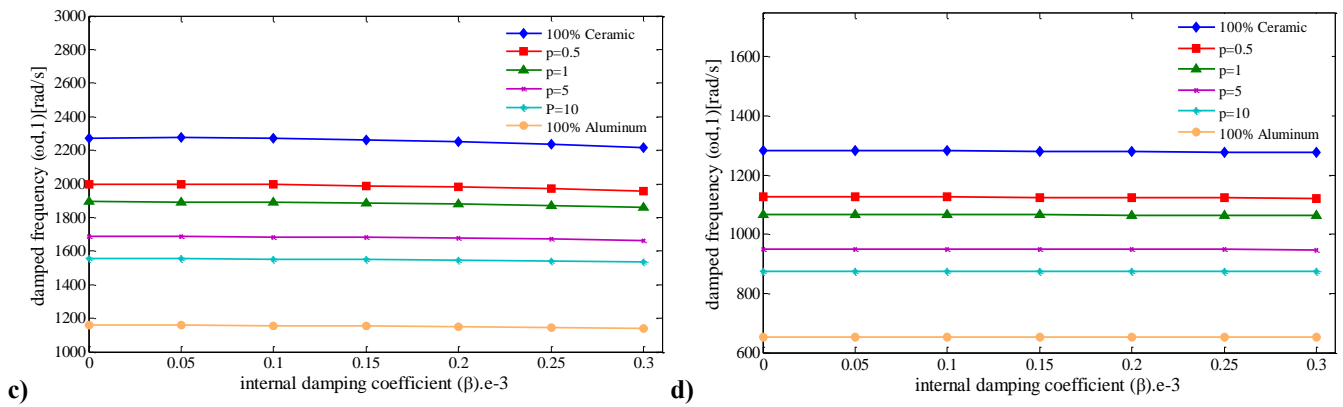 3000
2800
2600
2400
2200
2000
1800
1600
1400
1200
1000
damped frequency (ωd,1)[rad/s]
100% Ceramic
p=0.5
p=1
p=5
P=10
100% Aluminum
0 0.05 0.1 0.15 0.2 0.25 0.3
internal damping coefficient (β).e-3
c)
1600
1400
1200
1000
800
600
damped frequency (ωd,1)[rad/s]
100% Ceramic
p=0.5
p=1
p=5
p=10
100% Aluminum
0 0.05 0.1 0.15 0.2 0.25 0.3
internal damping coefficient (β).e-3
d)